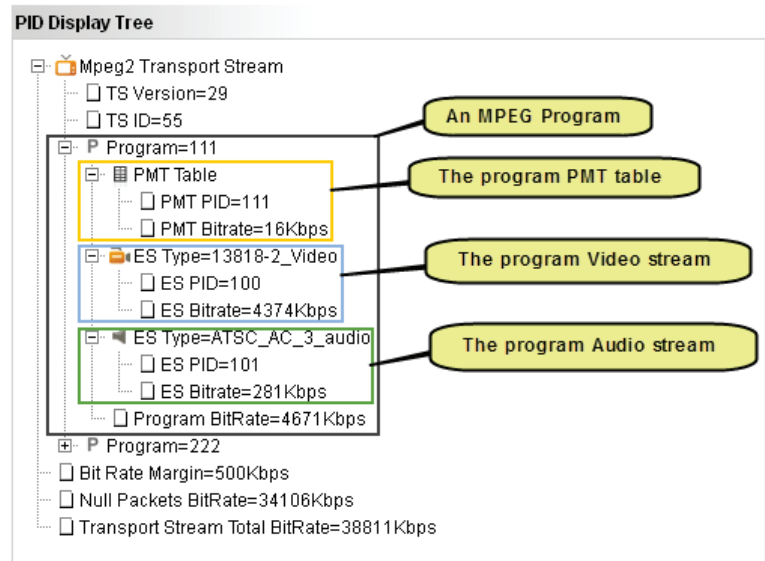 PID Display Tree
Mpeg2 Transport Stream
TS Version=29
TS ID=55
An MPEG Program
P Program=111
PMT Table
The program PMT table
PMT PID=111
PMT Bitrate=16Kbps
ES Type=13818-2_Video
The program Video stream
ES PID=100
ES Bitrate=4374Kbps
ES Type=ATSC_AC_3_audio
The program Audio stream
ES PID=101
ES Bitrate=281Kbps
Program BitRate=4671Kbps
P Program=222
Bit Rate Margin=500Kbps
Null Packets BitRate=34106Kbps
Transport Stream Total BitRate=38811Kbps